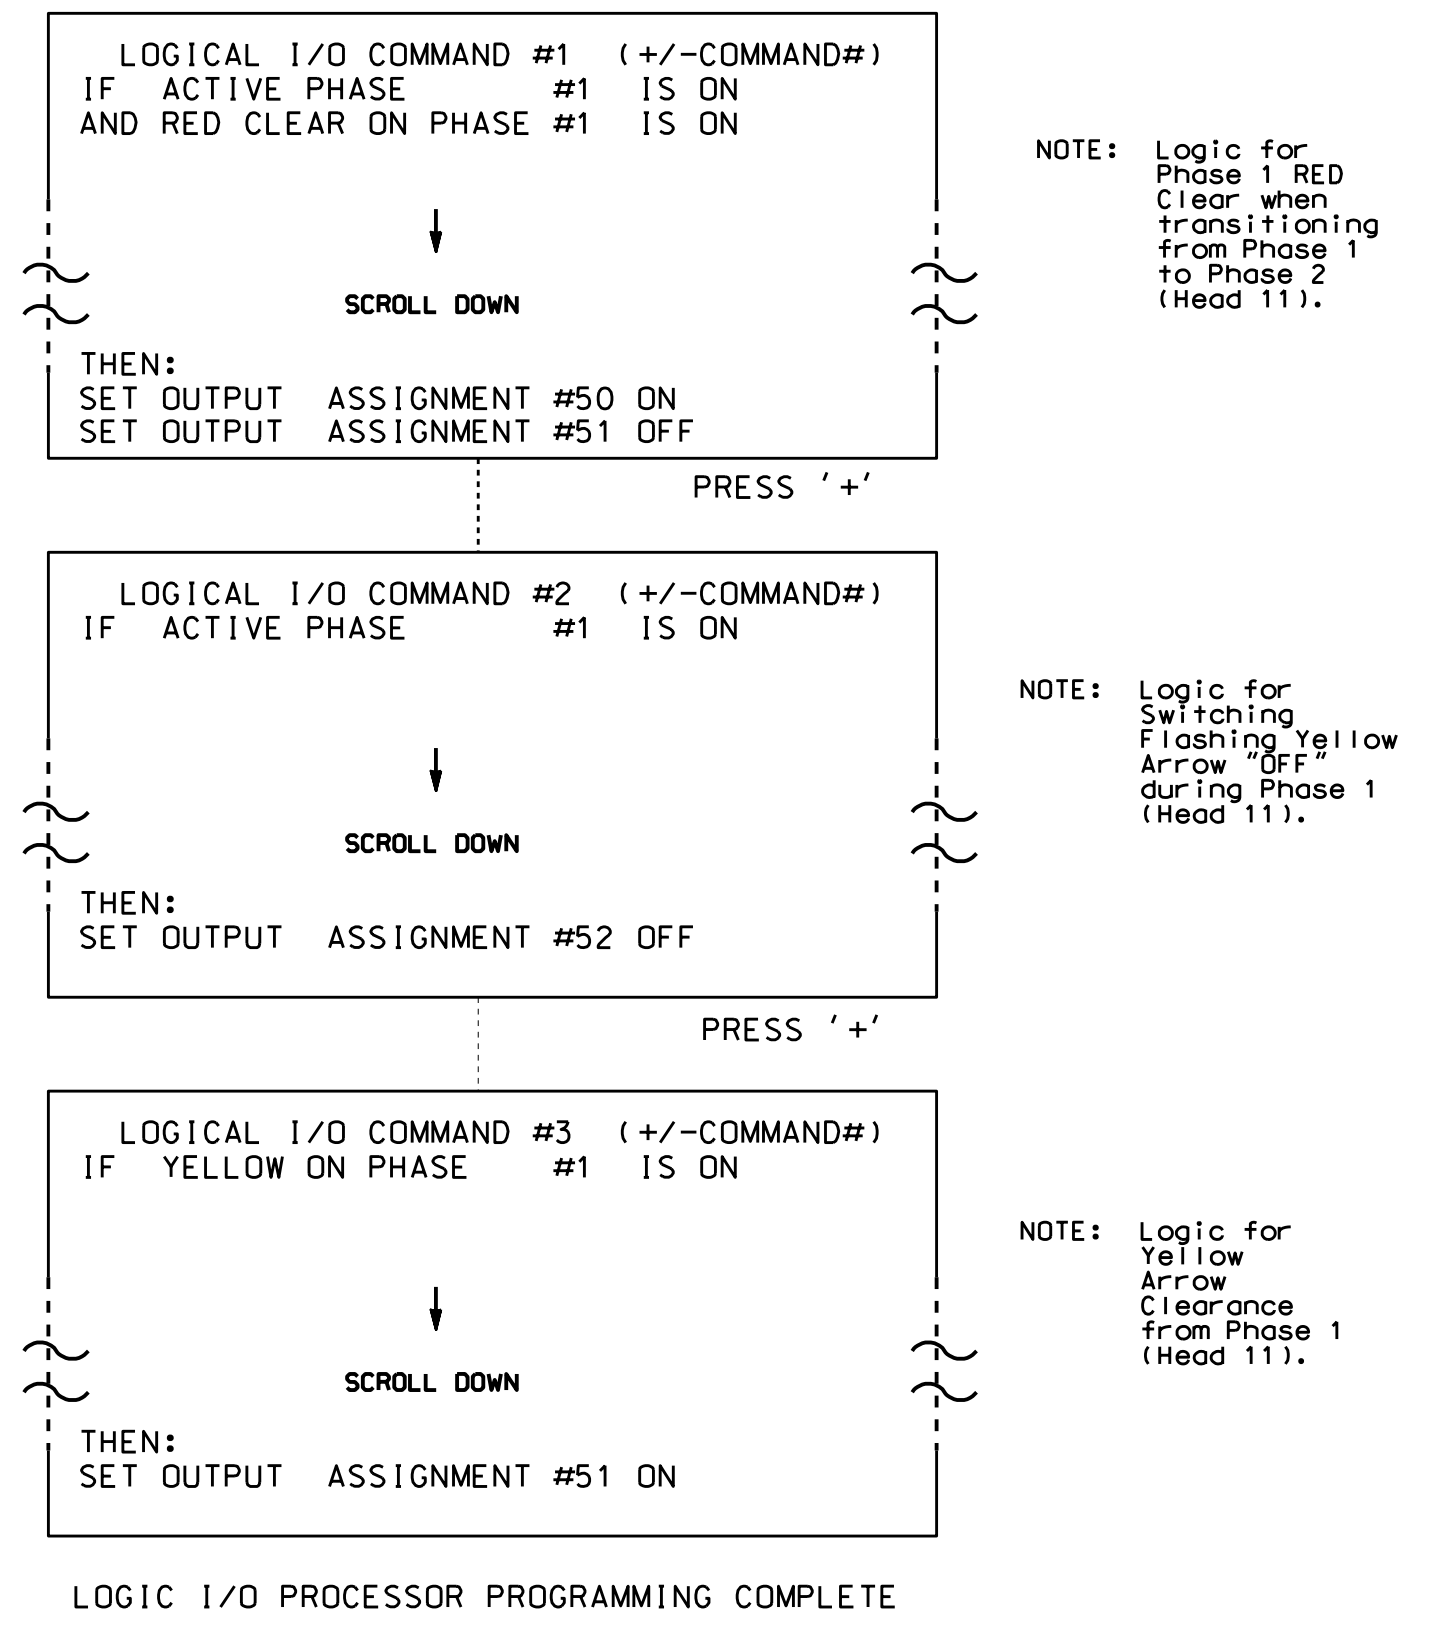 LOGICAL I/O COMMAND #1 (+/-COMMAND#)
IF ACTIVE PHASE #1 IS ON
AND RED CLEAR ON PHASE #1 IS ON
SCROLL DOWN
THEN:
SET OUTPUT ASSIGNMENT #50 ON
SET OUTPUT ASSIGNMENT #51 OFF
NOTE: Logic for
Phase 1 RED
Clear when
transitioning
from Phase 1
to Phase 2
(Head 11).
PRESS '+'
LOGICAL I/O COMMAND #2 (+/-COMMAND#)
IF ACTIVE PHASE #1 IS ON
SCROLL DOWN
THEN:
SET OUTPUT ASSIGNMENT #52 OFF
NOTE: Logic for
Switching
Flashing Yellow
Arrow "OFF"
during Phase 1
(Head 11).
PRESS '+'
LOGICAL I/O COMMAND #3 (+/-COMMAND#)
IF YELLOW ON PHASE #1 IS ON
SCROLL DOWN
THEN:
SET OUTPUT ASSIGNMENT #51 ON
NOTE: Logic for
Yellow
Arrow
Clearance
from Phase 1
(Head 11).
LOGIC I/O PROCESSOR PROGRAMMING COMPLETE